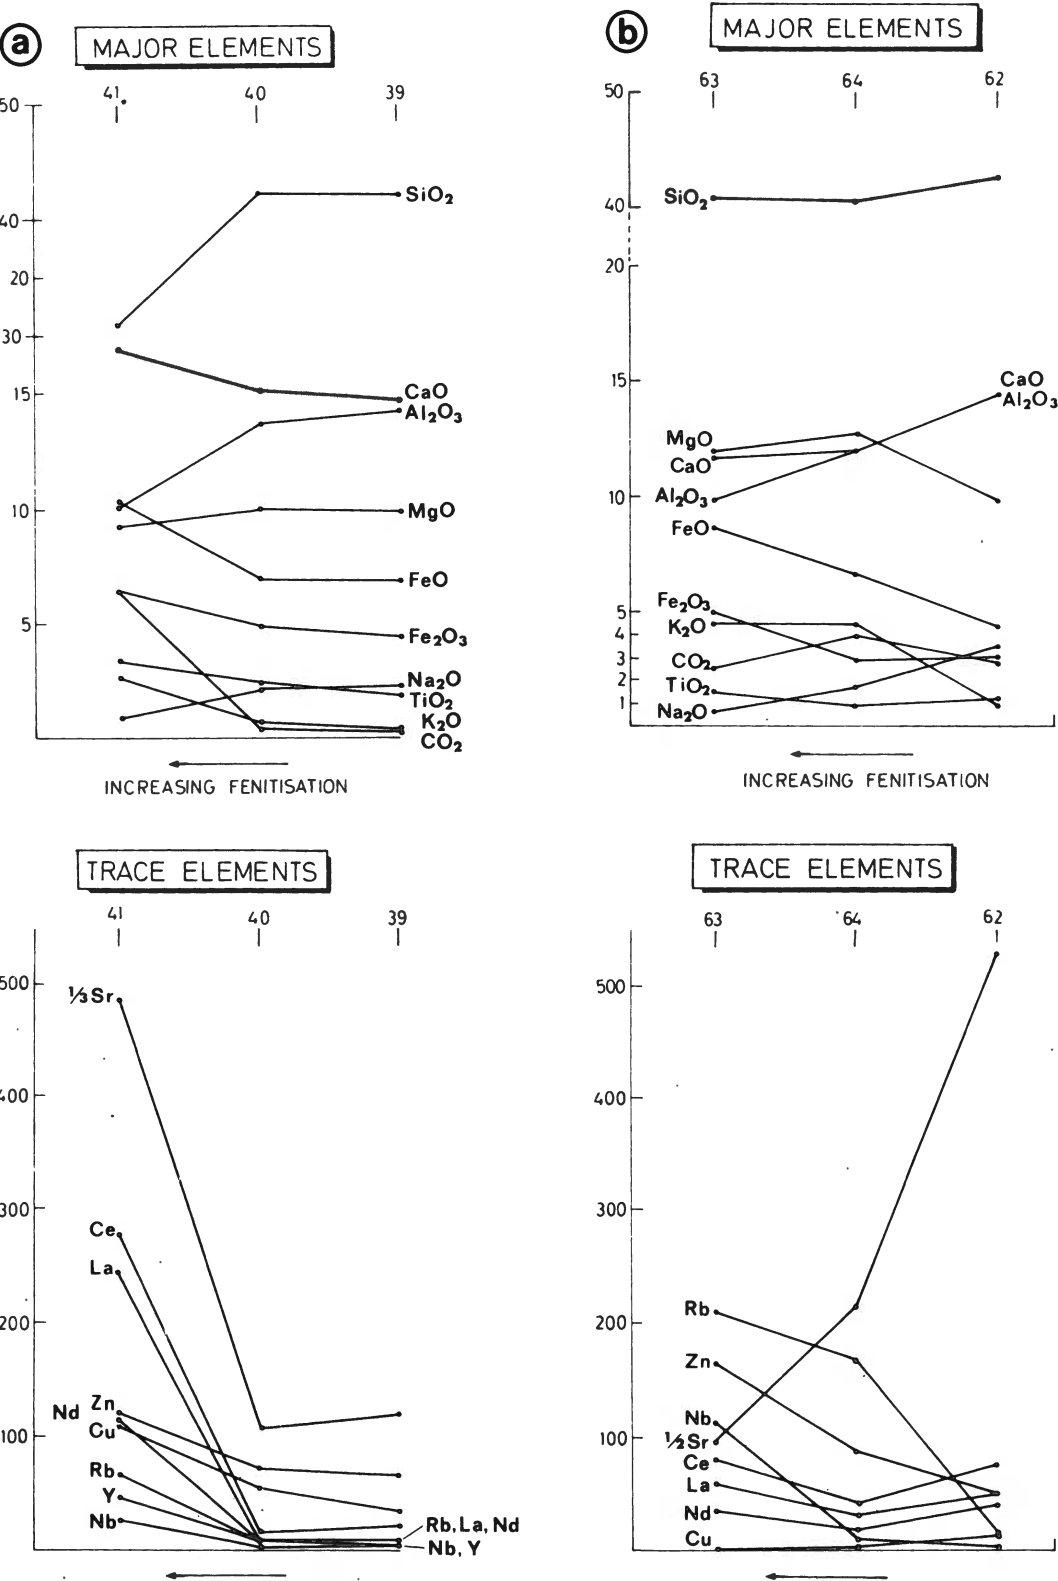 a
MAJOR ELEMENTS
41 40 39
50
40
20
30
15
10
5
SiO₂
CaO
Al₂O₃
MgO
FeO
Fe₂O₃
Na₂O
TiO₂
K₂O
CO₂
INCREASING FENITISATION
b
MAJOR ELEMENTS
63 64 62
50
40
20
15
10
5
4
3
2
1
SiO₂
CaO
Al₂O₃
MgO
CaO
Al₂O₃
FeO
Fe₂O₃
K₂O
CO₂
TiO₂
Na₂O
INCREASING FENITISATION
TRACE ELEMENTS
41 40 39
500
400
300
200
100
⅓Sr
Ce
La
Zn
Nd
Cu
Rb
Y
Nb
Rb, La, Nd
Nb, Y
TRACE ELEMENTS
63 64 62
500
400
300
200
100
Rb
Zn
Nb
½Sr
Ce
La
Nd
Cu